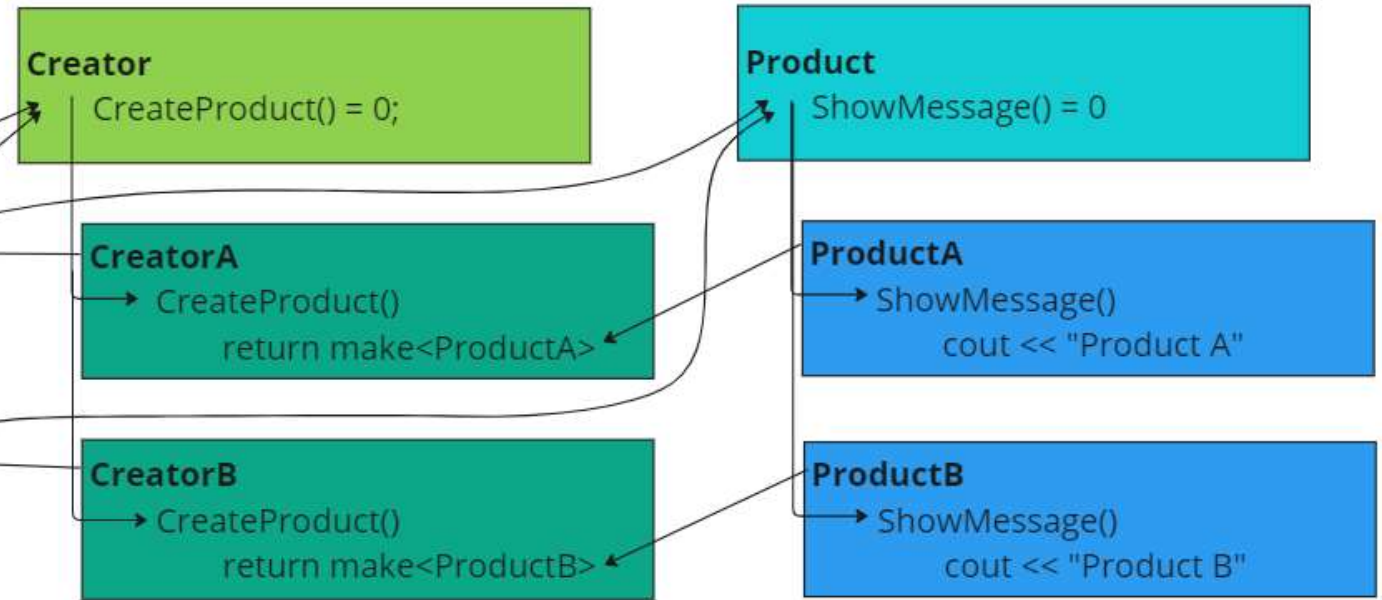 Creator
CreateProduct() = 0;
Product
ShowMessage() = 0
CreatorA
CreateProduct()
return make<ProductA>
ProductA
ShowMessage()
cout << "Product A"
CreatorB
CreateProduct()
return make<ProductB>
ProductB
ShowMessage()
cout << "Product B"